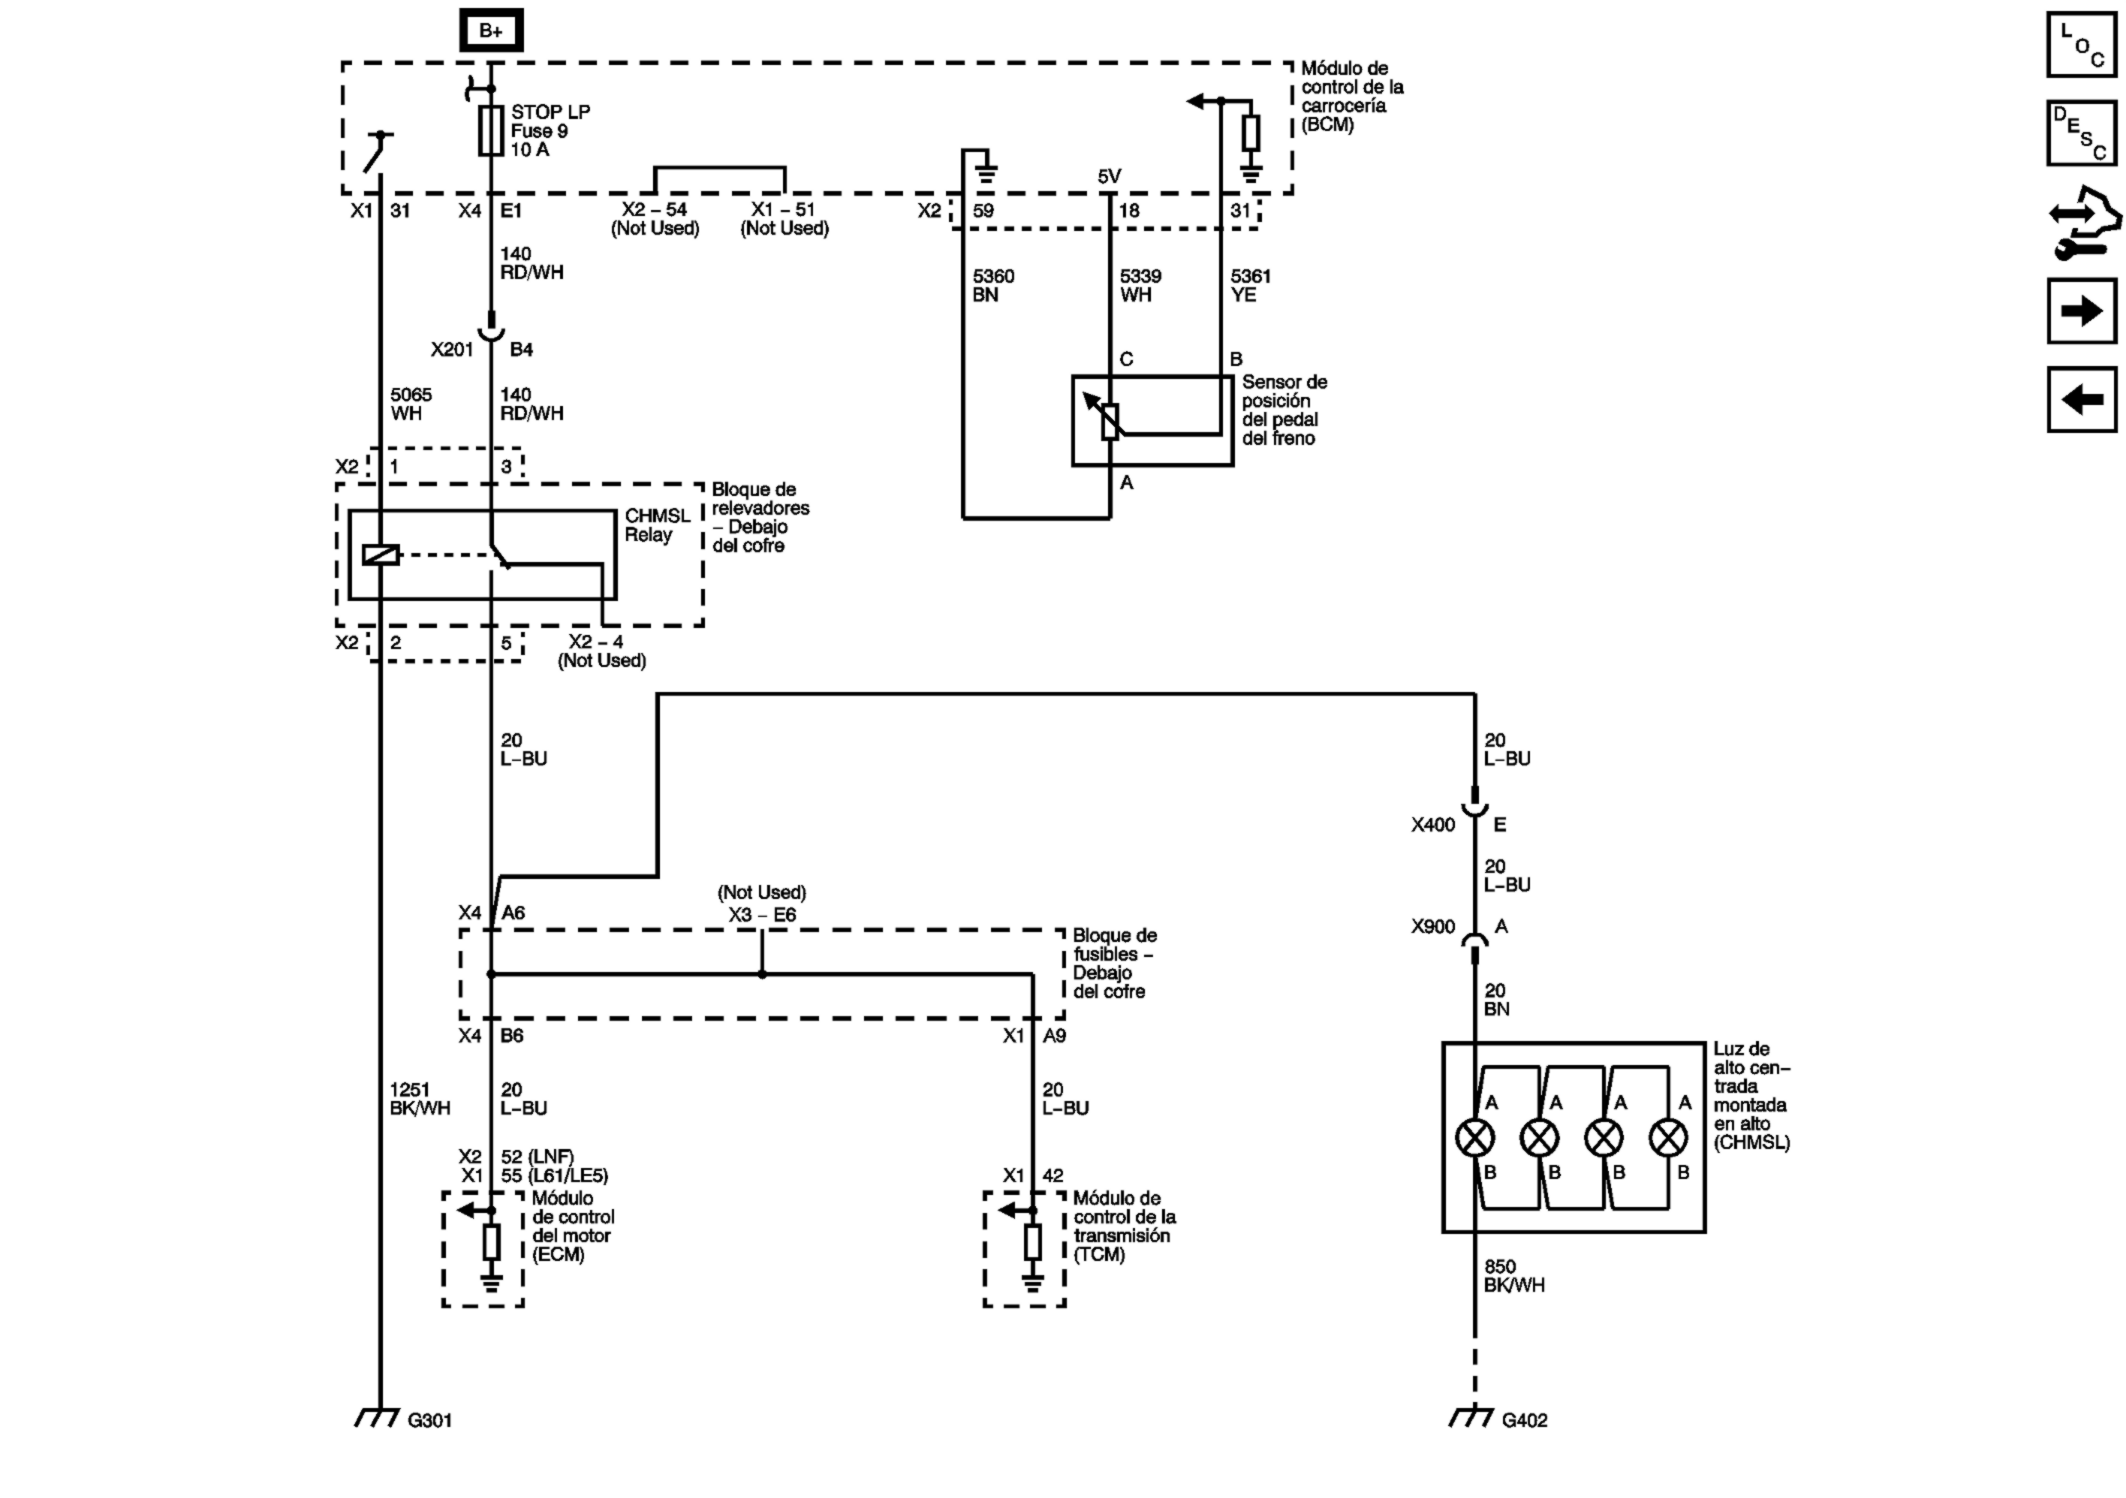 B+
L
O
C
D
E
S
C
Módulo de
control de la
carrocería
(BCM)
STOP LP
Fuse 9
10 A
5V
X1 31
X4 E1
X2 – 54
(Not Used)
X1 – 51
(Not Used)
X2 59
18
31
140
RD/WH
5360
BN
5339
WH
5361
YE
X201 B4
C
B
5065
WH
140
RD/WH
Sensor de
posición
del pedal
del freno
A
X2 1
3
CHMSL
Relay
Bloque de
relevadores
– Debajo
del cofre
X2 2
5
X2 – 4
(Not Used)
20
L–BU
20
L–BU
X400 E
20
L–BU
X900 A
(Not Used)
X3 – E6
X4 A6
Bloque de
fusibles –
Debajo
del cofre
20
BN
X4 B6
X1 A9
1251
BK/WH
20
L–BU
20
L–BU
Luz de
alto cen–
trada
montada
en alto
(CHMSL)
A A A A
B B B B
X2 52 (LNF)
X1 55 (L61/LE5)
X1 42
Módulo
de control
del motor
(ECM)
Módulo de
control de la
transmisión
(TCM)
850
BK/WH
G301
G402